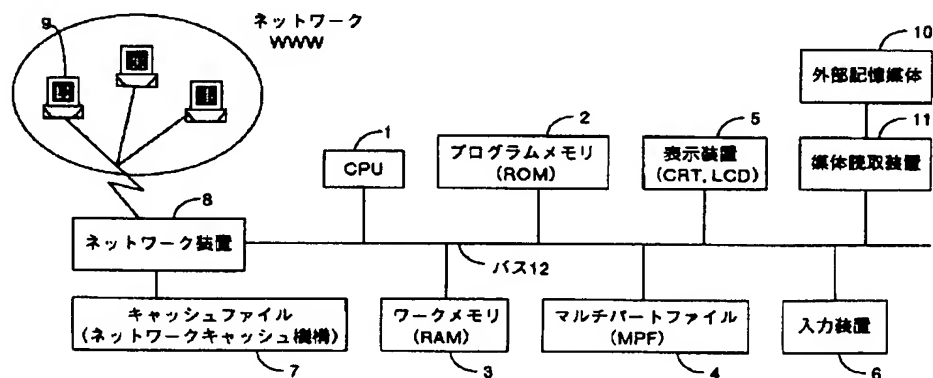 ネットワーク
WWW
9
10
外部記憶媒体
1
2
5
11
CPU
プログラムメモリ
(ROM)
表示装置
(CRT, LCD)
媒体読取装置
8
ネットワーク装置
バス12
キャッシュファイル
(ネットワークキャッシュ機構)
ワークメモリ
(RAM)
マルチパートファイル
(MPF)
入力装置
7
3
4
6